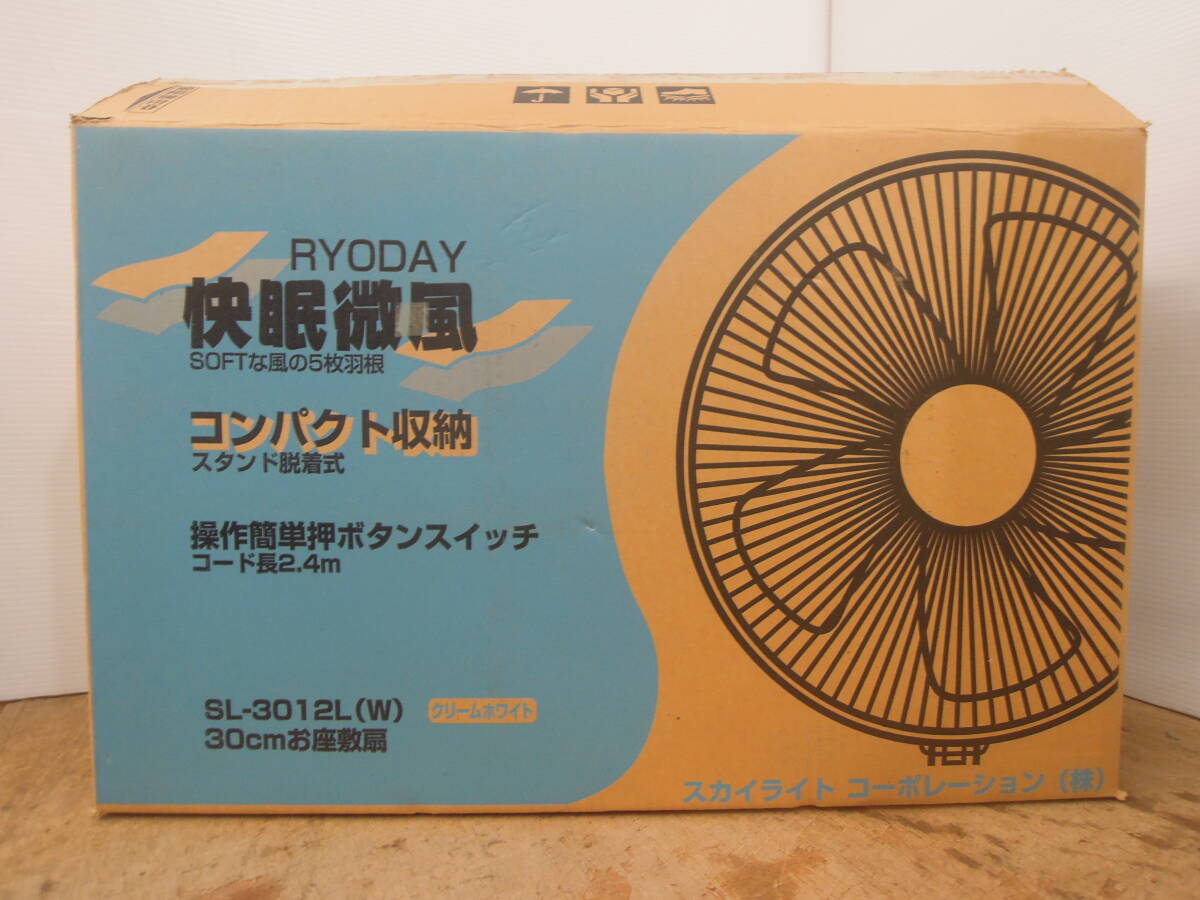 RYODAY
快眠微風
SOFTな風の5枚羽根
コンパクト収納
スタンド脱着式
操作簡単押ボタンスイッチ
コード長2.4m
SL-3012L(W) クリームホワイト
30cmお座敷扇
スカイライト コーポレーション(株)